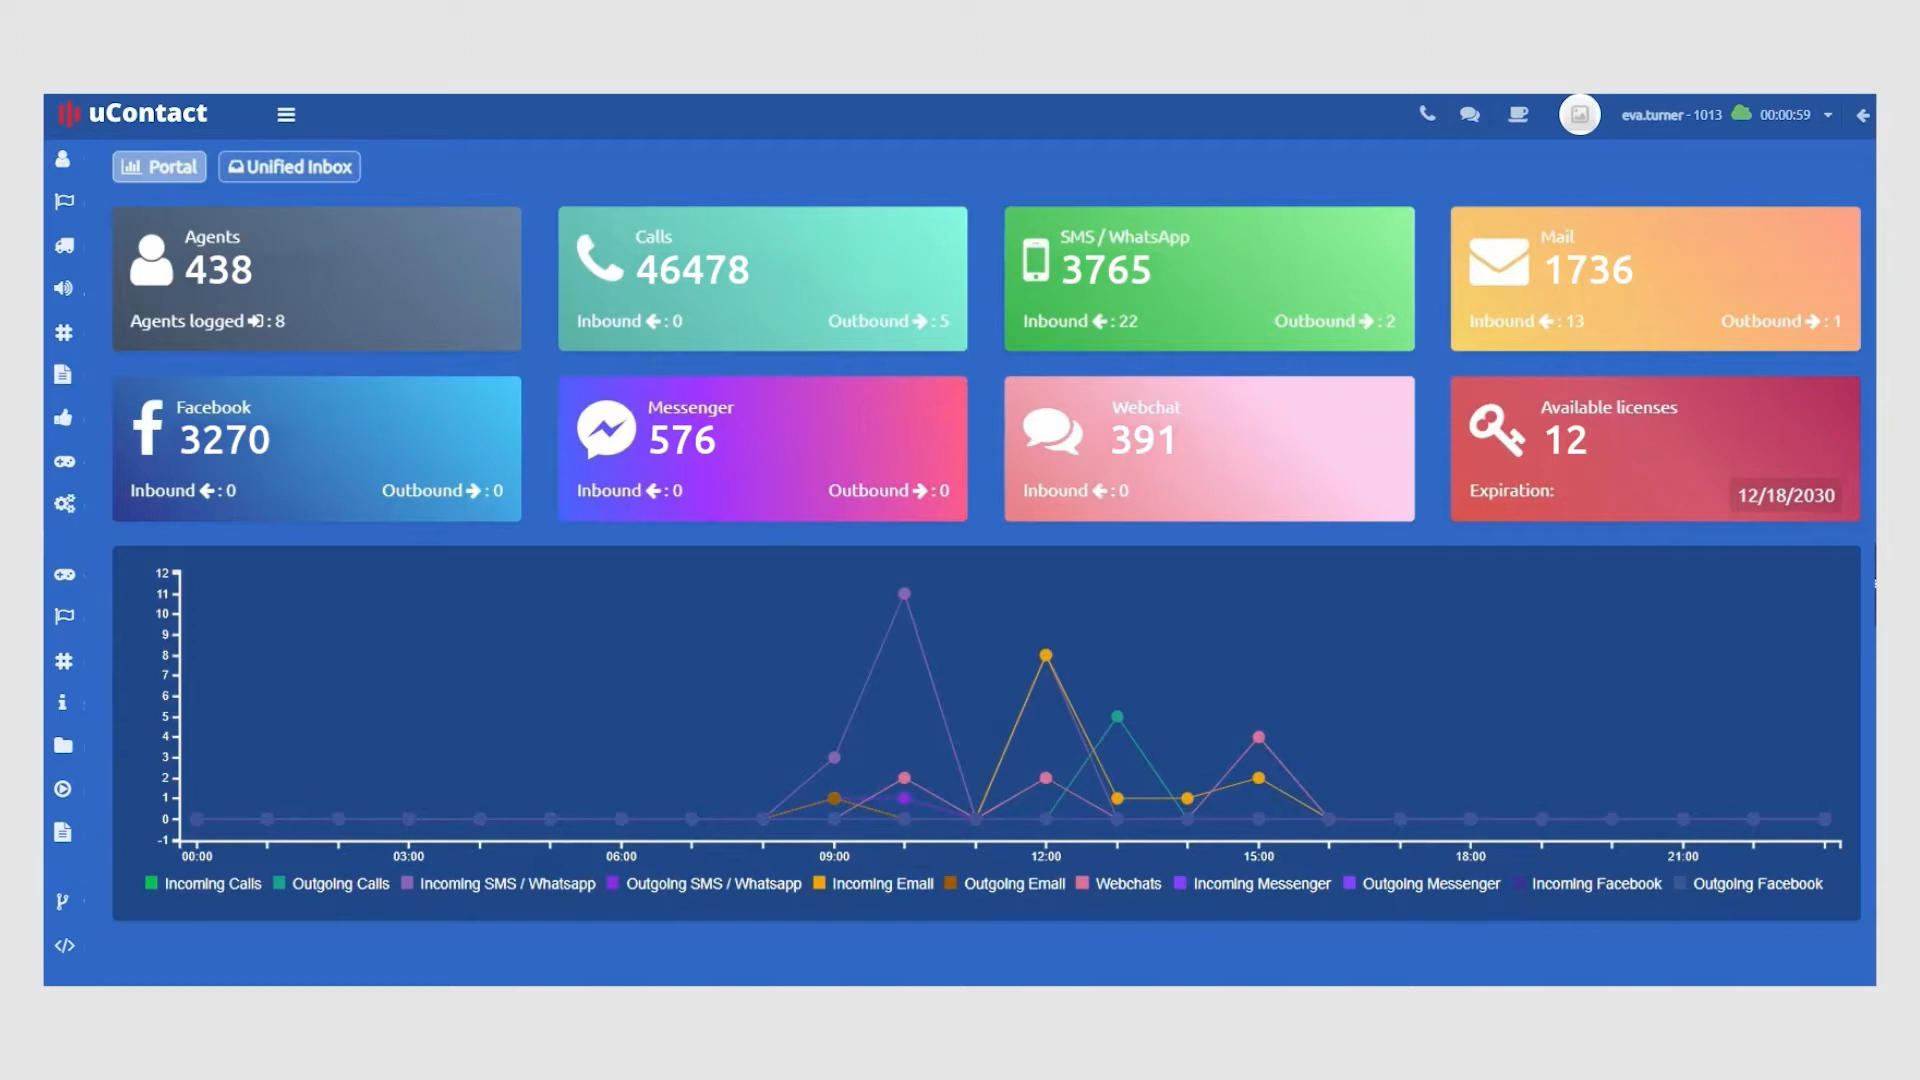 uContact
eva.turner - 1013 00:00:59
Portal Unified Inbox
Agents
438
Agents logged : 8
Calls
46478
Inbound : 0 Outbound : 5
SMS / WhatsApp
3765
Inbound : 22 Outbound : 2
Mail
1736
Inbound : 13 Outbound : 1
Facebook
3270
Inbound : 0 Outbound : 0
Messenger
576
Inbound : 0 Outbound : 0
Webchat
391
Inbound : 0
Available licenses
12
Expiration: 12/18/2030
12
11
10
9
8
7
6
5
4
3
2
1
0
-1
00:00 03:00 06:00 09:00 12:00 15:00 18:00 21:00
Incoming Calls Outgoing Calls Incoming SMS / Whatsapp Outgoing SMS / Whatsapp Incoming Email Outgoing Email Webchats Incoming Messenger Outgoing Messenger Incoming Facebook Outgoing Facebook